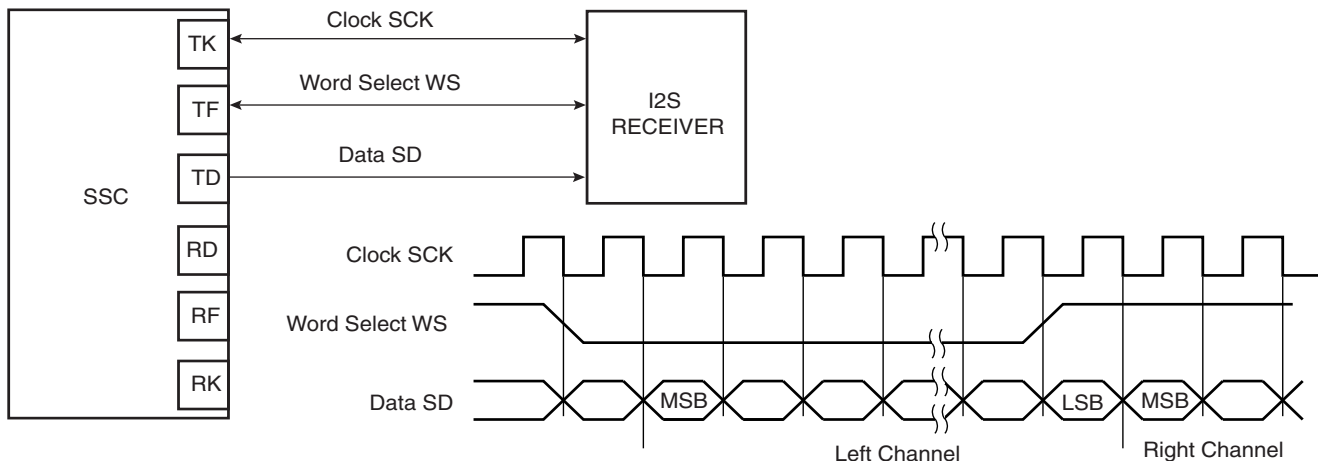 SSC
TK
TF
TD
RD
RF
RK
Clock SCK
Word Select WS
Data SD
I2S
RECEIVER
Clock SCK
Word Select WS
Data SD
MSB
LSB
MSB
Left Channel
Right Channel